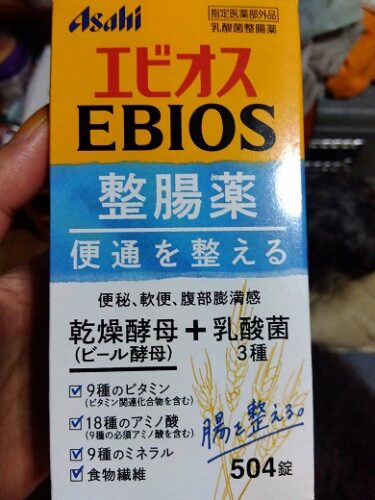 Asahi
指定医薬部外品
乳酸菌整腸薬
エビオス
EBIOS
整腸薬
便通を整える
便秘、軟便、腹部膨満感
乾燥酵母+乳酸菌
(ビール酵母) 3種
9種のビタミン
(ビタミン関連化合物を含む)
18種のアミノ酸
(9種の必須アミノ酸を含む)
9種のミネラル
食物繊維
腸を整える。
504錠